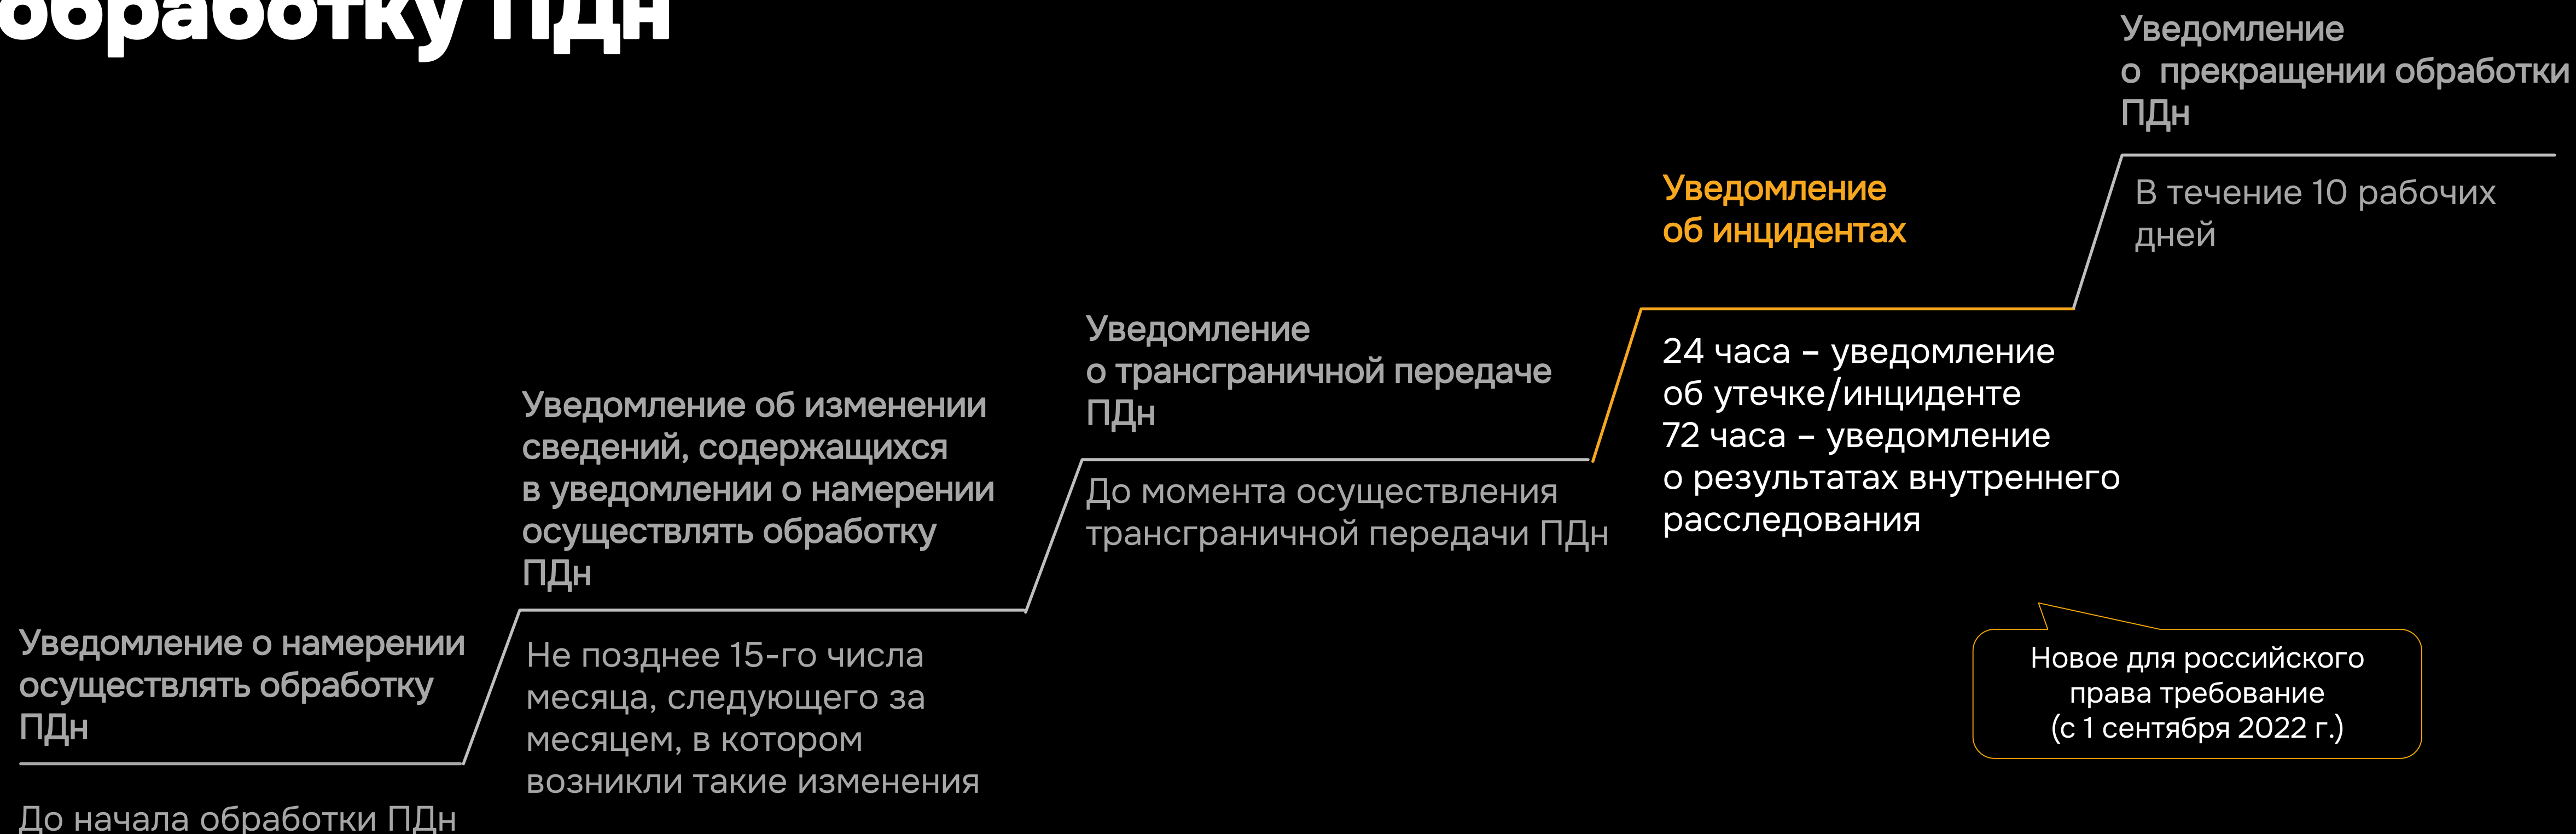 обработку ПДн
Уведомление о намерении
осуществлять обработку
ПДн
До начала обработки ПДн
Уведомление об изменении
сведений, содержащихся
в уведомлении о намерении
осуществлять обработку
ПДн
Не позднее 15-го числа
месяца, следующего за
месяцем, в котором
возникли такие изменения
Уведомление
о трансграничной передаче
ПДн
До момента осуществления
трансграничной передачи ПДн
Уведомление
об инцидентах
24 часа – уведомление
об утечке/инциденте
72 часа – уведомление
о результатах внутреннего
расследования
Новое для российского
права требование
(с 1 сентября 2022 г.)
Уведомление
о  прекращении обработки
ПДн
В течение 10 рабочих
дней